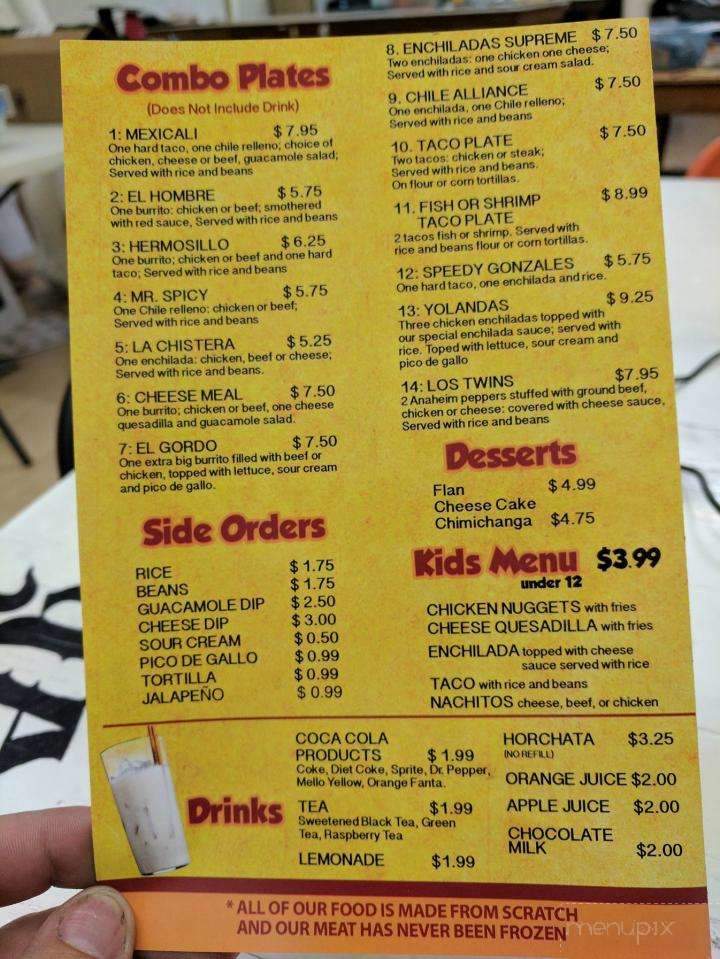 Combo Plates
(Does Not Include Drink)
1: MEXICALI $ 7.95
One hard taco, one chile relleno; choice of
chicken, cheese or beef, guacamole salad;
Served with rice and beans
2: EL HOMBRE $ 5.75
One burrito: chicken or beef; smothered
with red sauce, Served with rice and beans
3: HERMOSILLO $ 6.25
One burrito; chicken or beef and one hard
taco; Served with rice and beans
4: MR. SPICY $ 5.75
One Chile relleno: chicken or beef;
Served with rice and beans
5: LA CHISTERA $ 5.25
One enchilada: chicken, beef or cheese;
Served with rice and beans.
6: CHEESE MEAL $ 7.50
One burrito; chicken or beef, one cheese
quesadilla and guacamole salad.
7: EL GORDO $ 7.50
One extra big burrito filled with beef or
chicken, topped with lettuce, sour cream
and pico de gallo.
Side Orders
RICE $ 1.75
BEANS $ 1.75
GUACAMOLE DIP $ 2.50
CHEESE DIP $ 3.00
SOUR CREAM $ 0.50
PICO DE GALLO $ 0.99
TORTILLA $ 0.99
JALAPEÑO $ 0.99
8. ENCHILADAS SUPREME $ 7.50
Two enchiladas: one chicken one cheese;
Served with rice and sour cream salad.
9. CHILE ALLIANCE $ 7.50
One enchilada, one Chile relleno;
Served with rice and beans
10. TACO PLATE $ 7.50
Two tacos: chicken or steak;
Served with rice and beans.
On flour or corn tortillas.
11. FISH OR SHRIMP $ 8.99
TACO PLATE
2 tacos fish or shrimp. Served with
rice and beans flour or corn tortillas.
12: SPEEDY GONZALES $ 5.75
One hard taco, one enchilada and rice.
13: YOLANDAS $ 9.25
Three chicken enchiladas topped with
our special enchilada sauce; served with
rice. Toped with lettuce, sour cream and
pico de gallo
14: LOS TWINS $7.95
2 Anaheim peppers stuffed with ground beef,
chicken or cheese: covered with cheese sauce,
Served with rice and beans
Desserts
Flan $ 4.99
Cheese Cake
Chimichanga $4.75
Kids Menu $3.99
under 12
CHICKEN NUGGETS with fries
CHEESE QUESADILLA with fries
ENCHILADA topped with cheese
sauce served with rice
TACO with rice and beans
NACHITOS cheese, beef, or chicken
Drinks
COCA COLA
PRODUCTS $ 1.99
Coke, Diet Coke, Sprite, Dr. Pepper,
Mello Yellow, Orange Fanta.
TEA $1.99
Sweetened Black Tea, Green
Tea, Raspberry Tea
LEMONADE $1.99
HORCHATA $3.25
(NO REFILL)
ORANGE JUICE $2.00
APPLE JUICE $2.00
CHOCOLATE
MILK $2.00
* ALL OF OUR FOOD IS MADE FROM SCRATCH
AND OUR MEAT HAS NEVER BEEN FROZEN
menupix